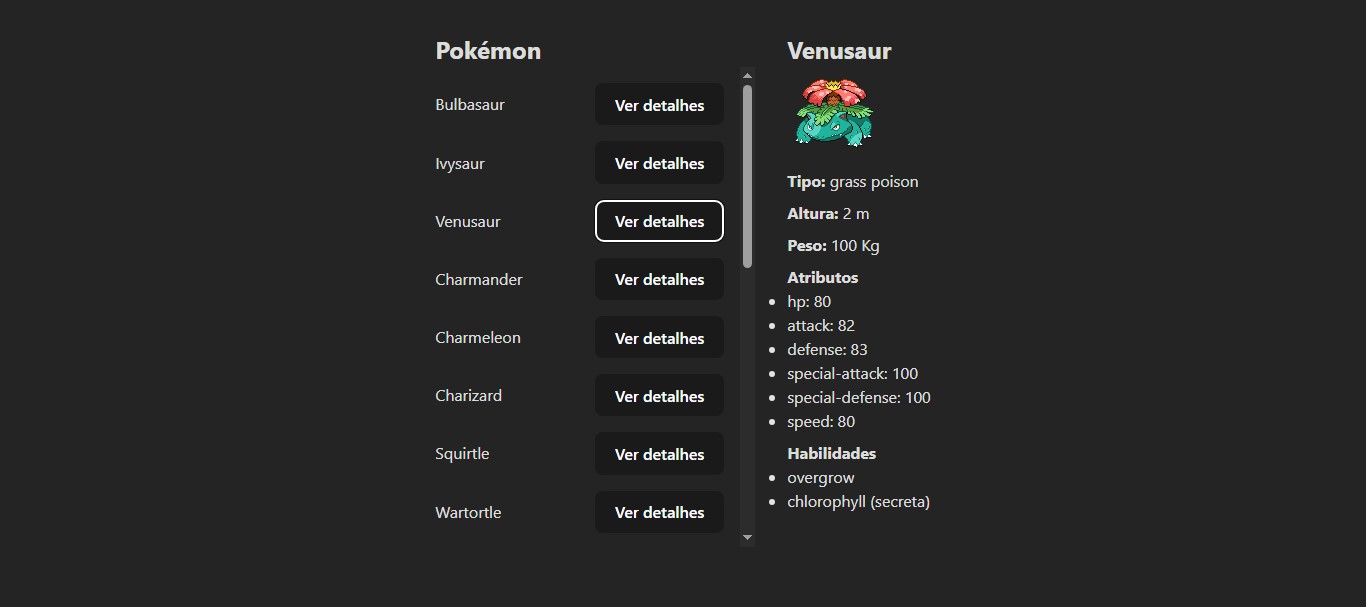 Pokémon
Bulbasaur Ver detalhes
Ivysaur Ver detalhes
Venusaur Ver detalhes
Charmander Ver detalhes
Charmeleon Ver detalhes
Charizard Ver detalhes
Squirtle Ver detalhes
Wartortle Ver detalhes
Venusaur
Tipo: grass poison
Altura: 2 m
Peso: 100 Kg
Atributos
hp: 80
attack: 82
defense: 83
special-attack: 100
special-defense: 100
speed: 80
Habilidades
overgrow
chlorophyll (secreta)